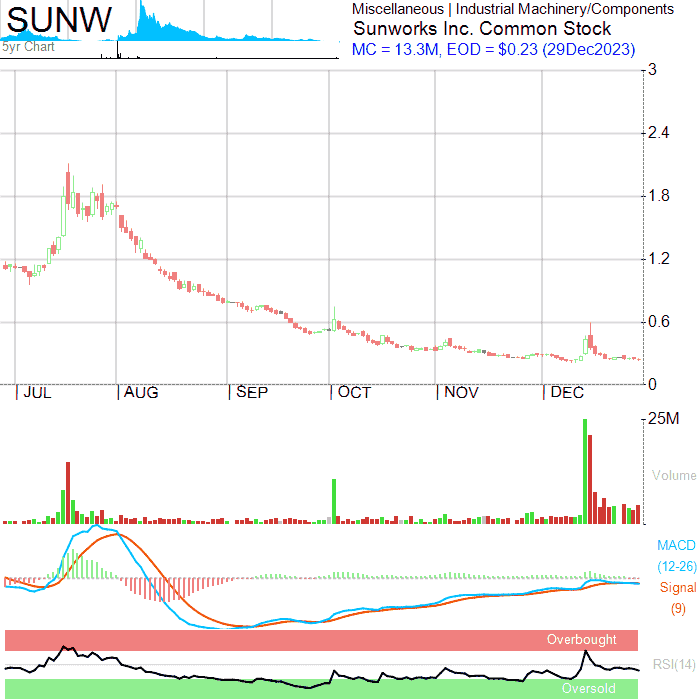 SUNW
5yr Chart
Miscellaneous | Industrial Machinery/Components
Sunworks Inc. Common Stock
MC = 13.3M, EOD = $0.23 (29Dec2023)
3
2.4
1.8
1.2
0.6
0
JUL AUG SEP OCT NOV DEC
25M
Volume
MACD
(12-26)
Signal
(9)
Overbought
RSI(14)
Oversold